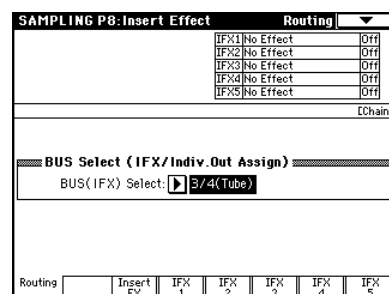 SAMPLING P8:Insert Effect Routing
IFX1 No Effect Off
IFX2 No Effect Off
IFX3 No Effect Off
IFX4 No Effect Off
IFX5 No Effect Off
[Chain
BUS Select (IFX/Indiv.Out Assign)
BUS(IFX) Select: 3/4(Tube)
Routing Insert FX IFX 1 IFX 2 IFX 3 IFX 4 IFX 5